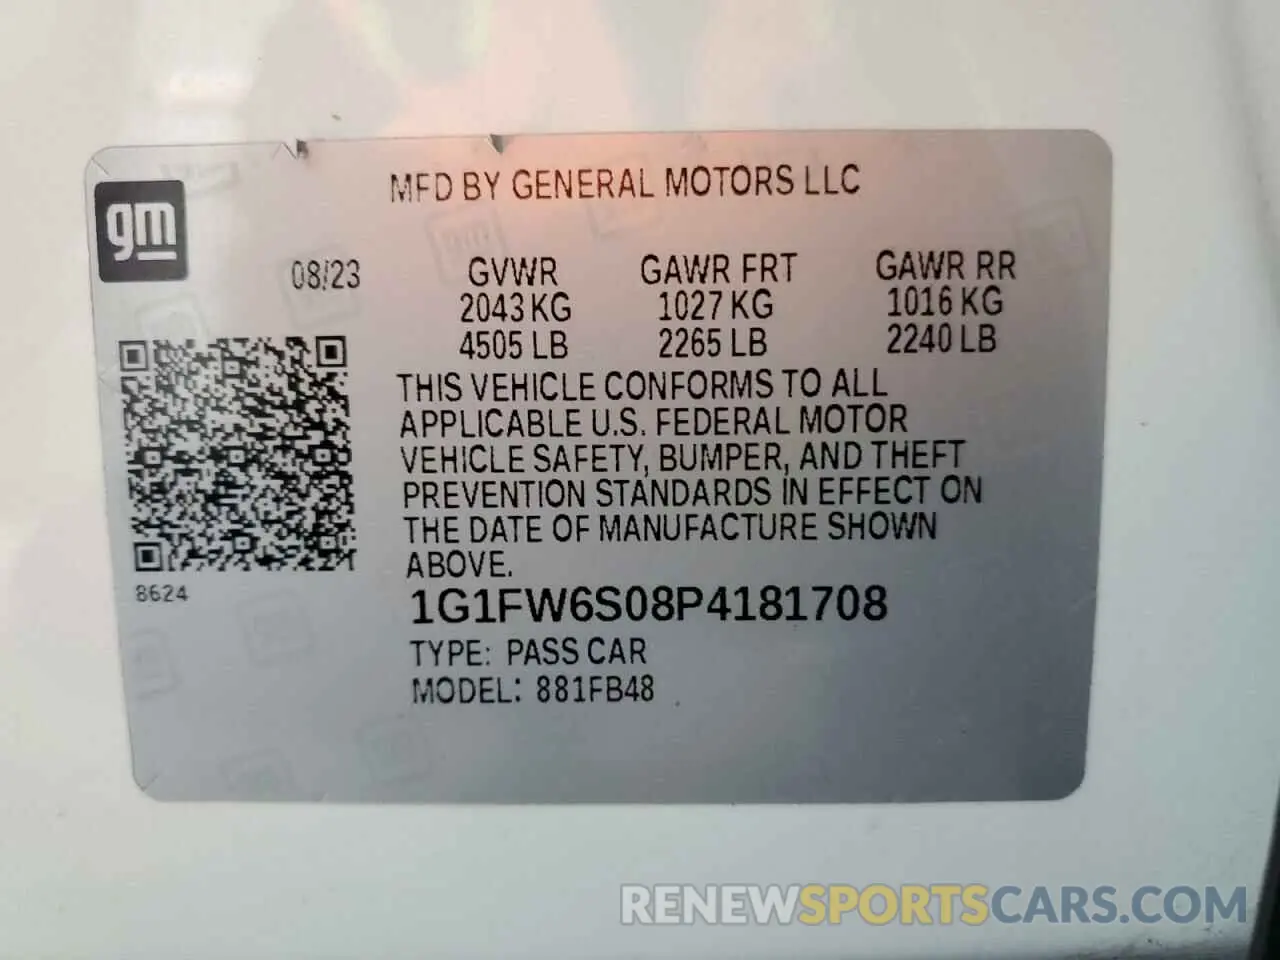 gm
MFD BY GENERAL MOTORS LLC
08/23 GVWR GAWR FRT GAWR RR
2043 KG 1027 KG 1016 KG
4505 LB 2265 LB 2240 LB
THIS VEHICLE CONFORMS TO ALL
APPLICABLE U.S. FEDERAL MOTOR
VEHICLE SAFETY, BUMPER, AND THEFT
PREVENTION STANDARDS IN EFFECT ON
THE DATE OF MANUFACTURE SHOWN
ABOVE.
8624
1G1FW6S08P4181708
TYPE: PASS CAR
MODEL: 881FB48
RENEWSPORTSCARS.COM